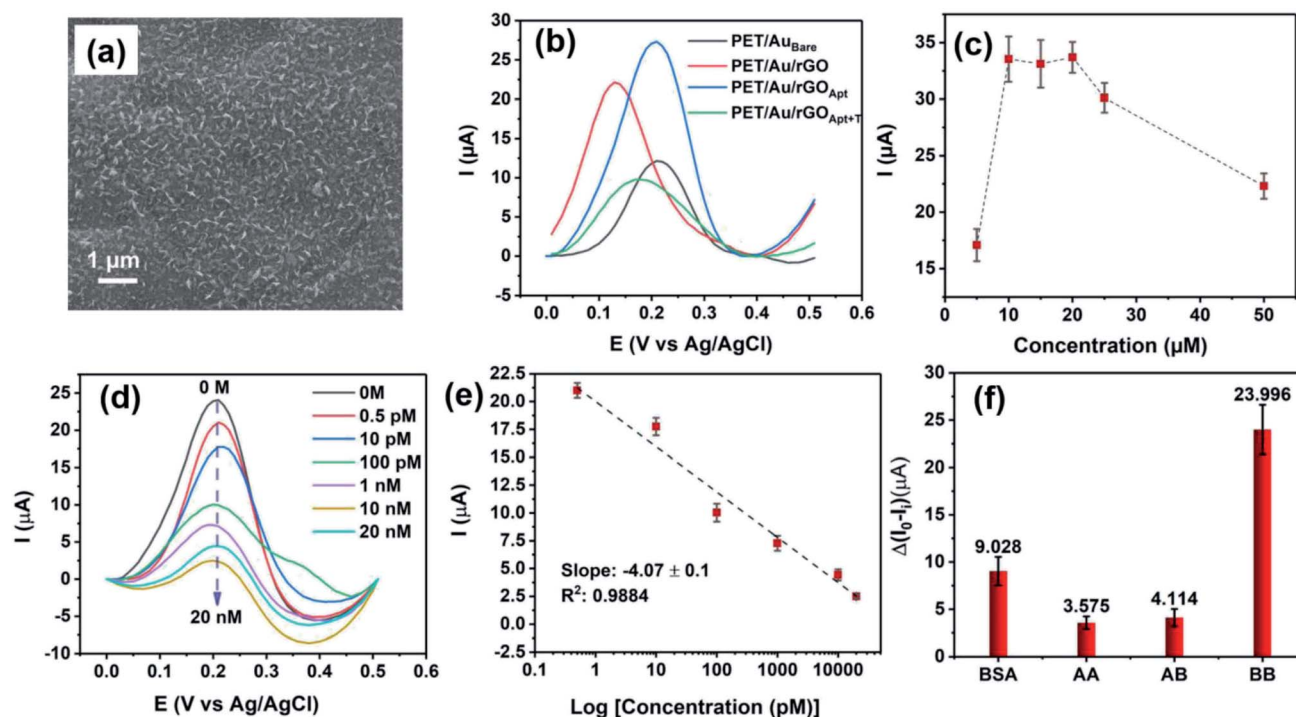 (a)
1 µm
(b)
PET/Au_Bare
PET/Au/rGO
PET/Au/rGO_Apt
PET/Au/rGO_Apt+T
30
25
20
15
10
5
0
-5
I (µA)
0.0 0.1 0.2 0.3 0.4 0.5 0.6
E (V vs Ag/AgCl)
(c)
40
35
30
25
20
15
I (µA)
0 10 20 30 40 50
Concentration (µM)
(d)
0 M
20 nM
0M
0.5 pM
10 pM
100 pM
1 nM
10 nM
20 nM
25
20
15
10
5
0
-5
-10
I (µA)
0.0 0.1 0.2 0.3 0.4 0.5 0.6
E (V vs Ag/AgCl)
(e)
22.5
20.0
17.5
15.0
12.5
10.0
7.5
5.0
2.5
0.0
-2.5
I (µA)
Slope: -4.07 ± 0.1
R²: 0.9884
0.1 1 10 100 1000 10000
Log [Concentration (pM)]
(f)
30
25
20
15
10
5
0
Δ(I₀-Iᵢ)(µA)
9.028
3.575
4.114
23.996
BSA AA AB BB